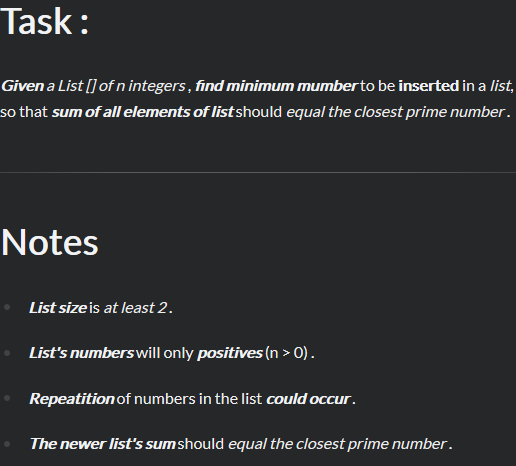 Task :
Given a List [] of n integers , find minimum mumber to be inserted in a list,
so that sum of all elements of list should equal the closest prime number .
Notes
List size is at least 2 .
List's numbers will only positives (n > 0) .
Repeatition of numbers in the list could occur .
The newer list's sum should equal the closest prime number .